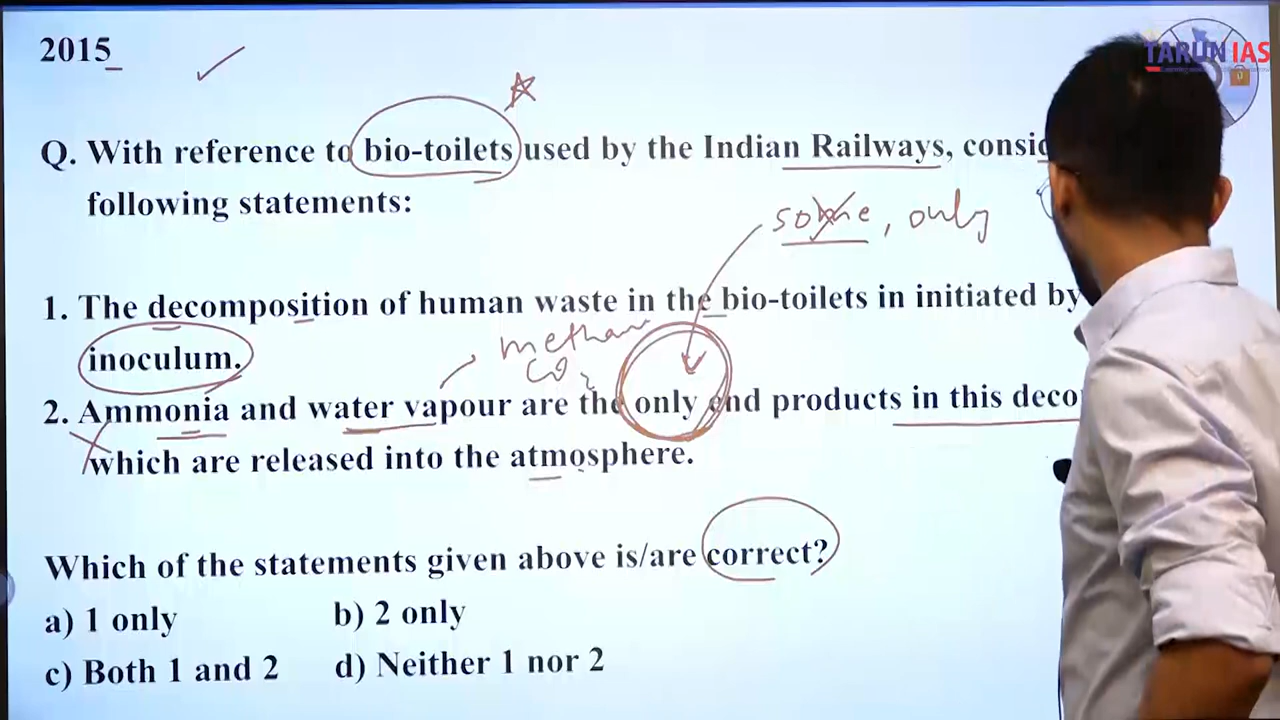 2015
TARUN IAS
Q. With reference to bio-toilets used by the Indian Railways,
following statements:
some, only
1. The decomposition of human waste in the bio-toilets in initiated by
methane
inoculum.
CO2
2. Ammonia and water vapour are the only end products in this
which are released into the atmosphere.
Which of the statements given above is/are correct?
a) 1 only b) 2 only
c) Both 1 and 2 d) Neither 1 nor 2